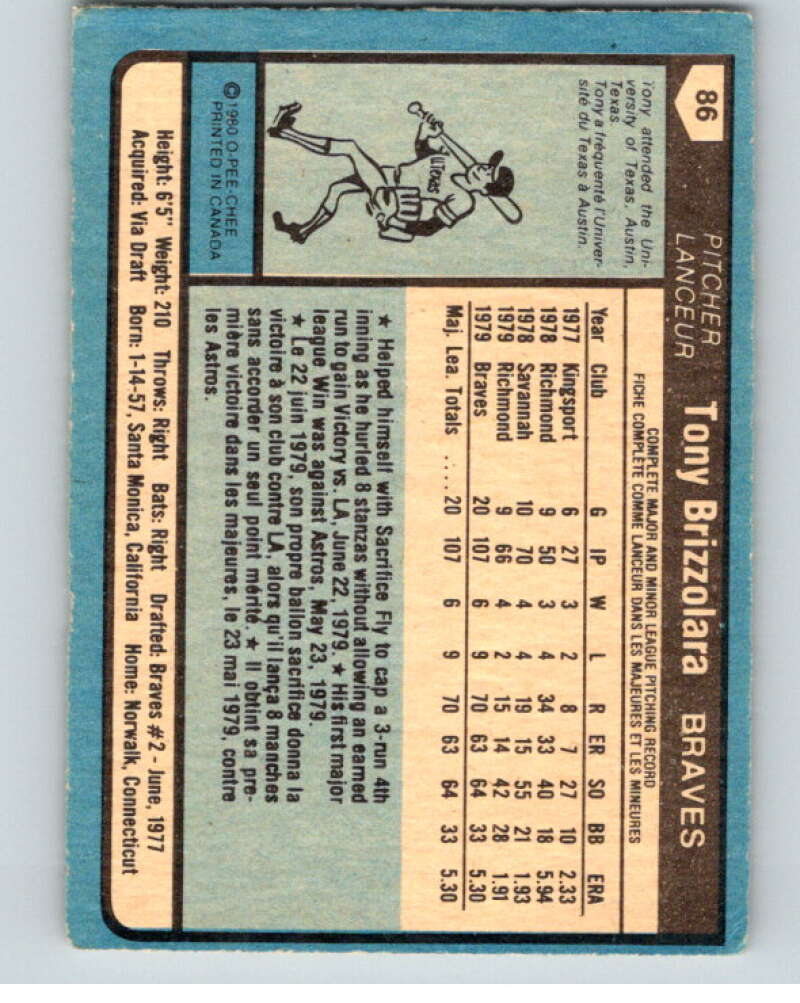 86
PITCHER
LANCEUR
Tony Brizzolara BRAVES
Tony attended the Uni-
versity of Texas, Austin,
Texas.
Tony a fréquenté l'Univer-
sité du Texas à Austin.
U Texas
©1980 O-PEE-CHEE
PRINTED IN CANADA
COMPLETE MAJOR AND MINOR LEAGUE PITCHING RECORD
FICHE COMPLÈTE COMME LANCEUR DANS LES MAJEURES ET LES MINEURES
Year Club G IP W L R ER SO BB ERA
1977 Kingsport 6 27 3 2 8 7 27 10 2.33
1978 Richmond 9 50 3 4 34 33 40 18 5.94
1978 Savannah 10 70 4 4 19 15 55 21 1.93
1979 Richmond 9 66 4 2 15 14 42 28 1.91
1979 Braves 20 107 6 9 70 63 64 33 5.30
Maj. Lea. Totals .... 20 107 6 9 70 63 64 33 5.30
★ Helped himself with Sacrifice Fly to cap a 3-run 4th
inning as he hurled 8 stanzas without allowing an earned
run to gain Victory vs. LA, June 22, 1979. ★ His first major
league Win was against Astros, May 23, 1979.
★ Le 22 juin 1979, son propre ballon sacrifice donna la
victoire à son club contre LA, alors qu'il lança 8 manches
sans accorder un seul point mérité. ★ Il obtint sa pre-
mière victoire dans les majeures, le 23 mai 1979, contre
les Astros.
Height: 6'5" Weight: 210 Throws: Right Bats: Right Drafted: Braves #2 - June, 1977
Acquired: Via Draft Born: 1-14-57, Santa Monica, California Home: Norwalk, Connecticut